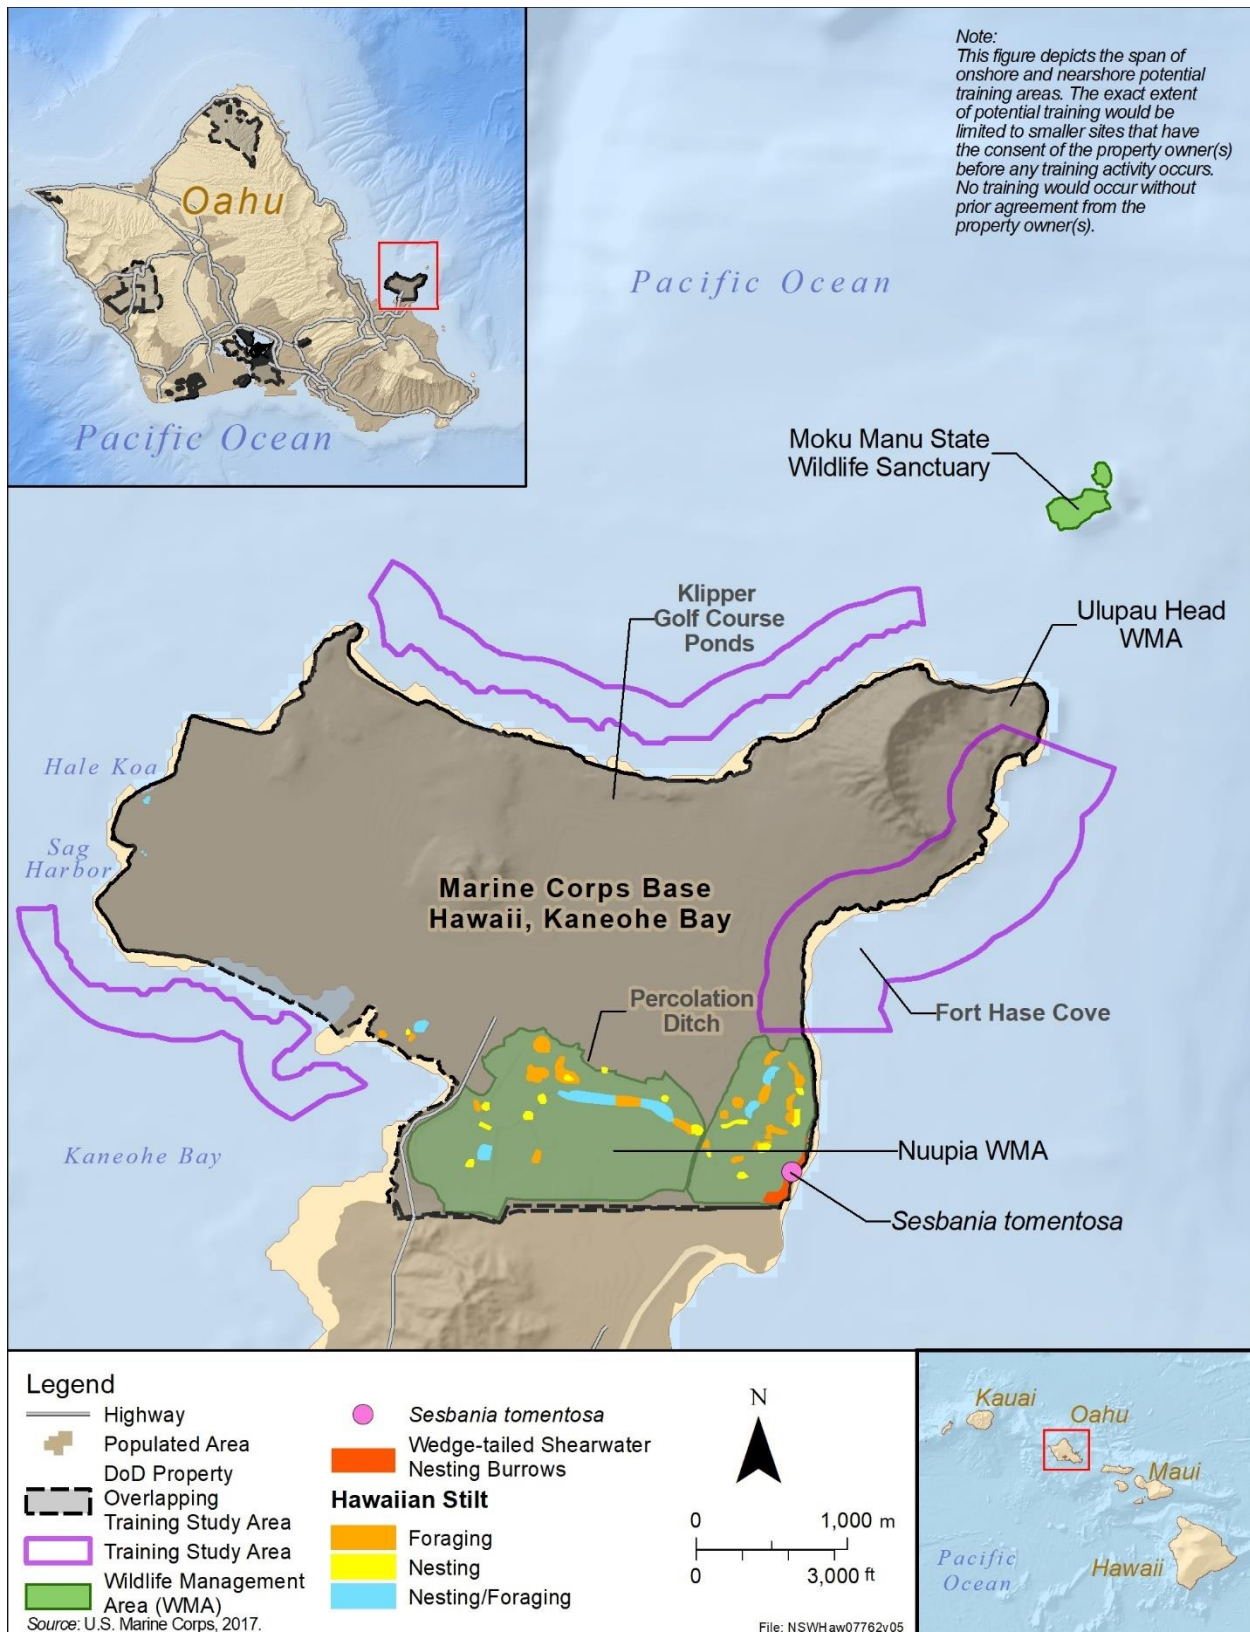 Note:
This figure depicts the span of
onshore and nearshore potential
training areas. The exact extent
of potential training would be
limited to smaller sites that have
the consent of the property owner(s)
before any training activity occurs.
No training would occur without
prior agreement from the
property owner(s).
Oahu
Pacific Ocean
Pacific Ocean
Moku Manu State
Wildlife Sanctuary
Klipper
Golf Course
Ponds
Ulupau Head
WMA
Hale Koa
Sag
Harbor
Marine Corps Base
Hawaii, Kaneohe Bay
Percolation
Ditch
Fort Hase Cove
Kaneohe Bay
Nuupia WMA
Sesbania tomentosa
Legend
Highway
Populated Area
DoD Property
Overlapping
Training Study Area
Training Study Area
Wildlife Management
Area (WMA)
Source: U.S. Marine Corps, 2017.
Sesbania tomentosa
Wedge-tailed Shearwater
Nesting Burrows
Hawaiian Stilt
Foraging
Nesting
Nesting/Foraging
N
0 1,000 m
0 3,000 ft
File: NSWHaw07762v05
Kauai
Oahu
Maui
Pacific
Ocean
Hawaii